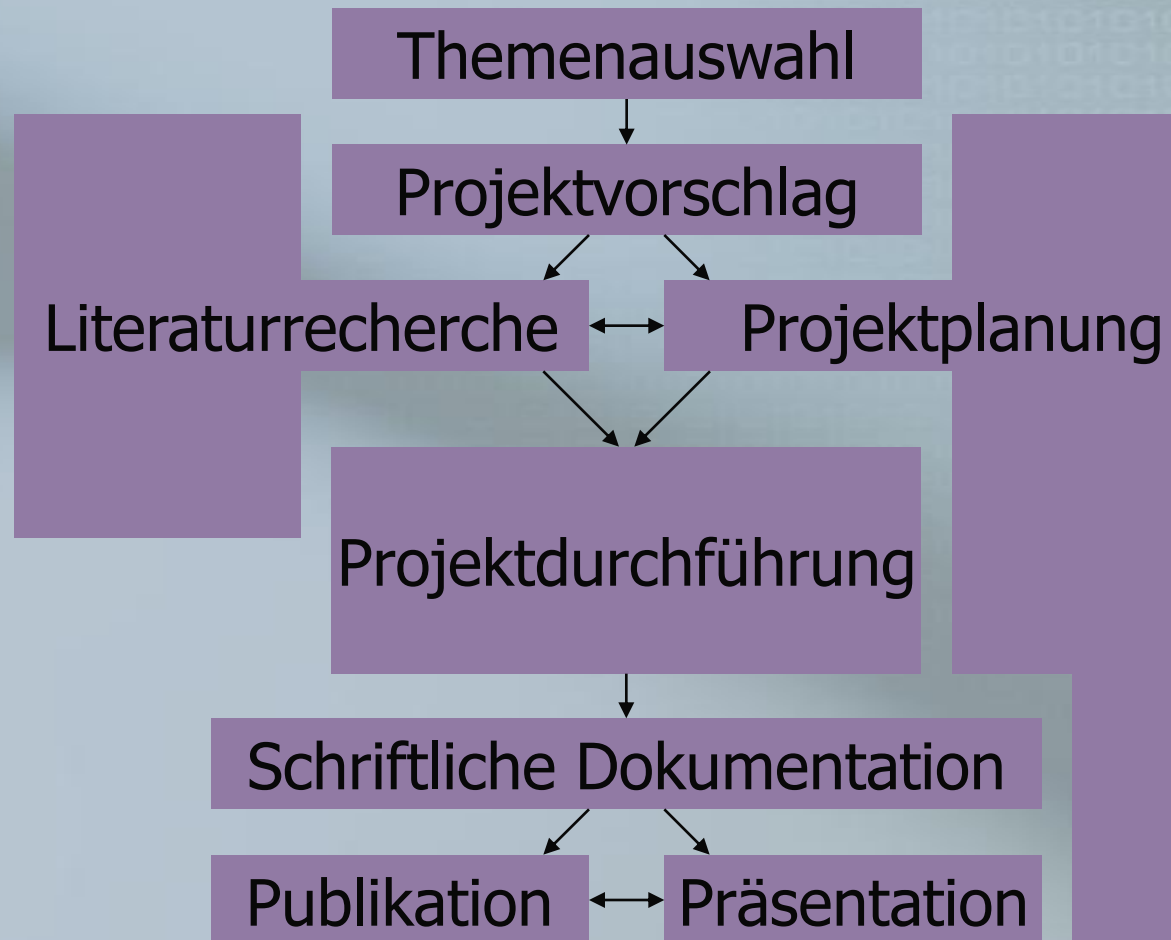 Themenauswahl
Projektvorschlag
Literaturrecherche
Projektplanung
Projektdurchführung
Schriftliche Dokumentation
Publikation
Präsentation